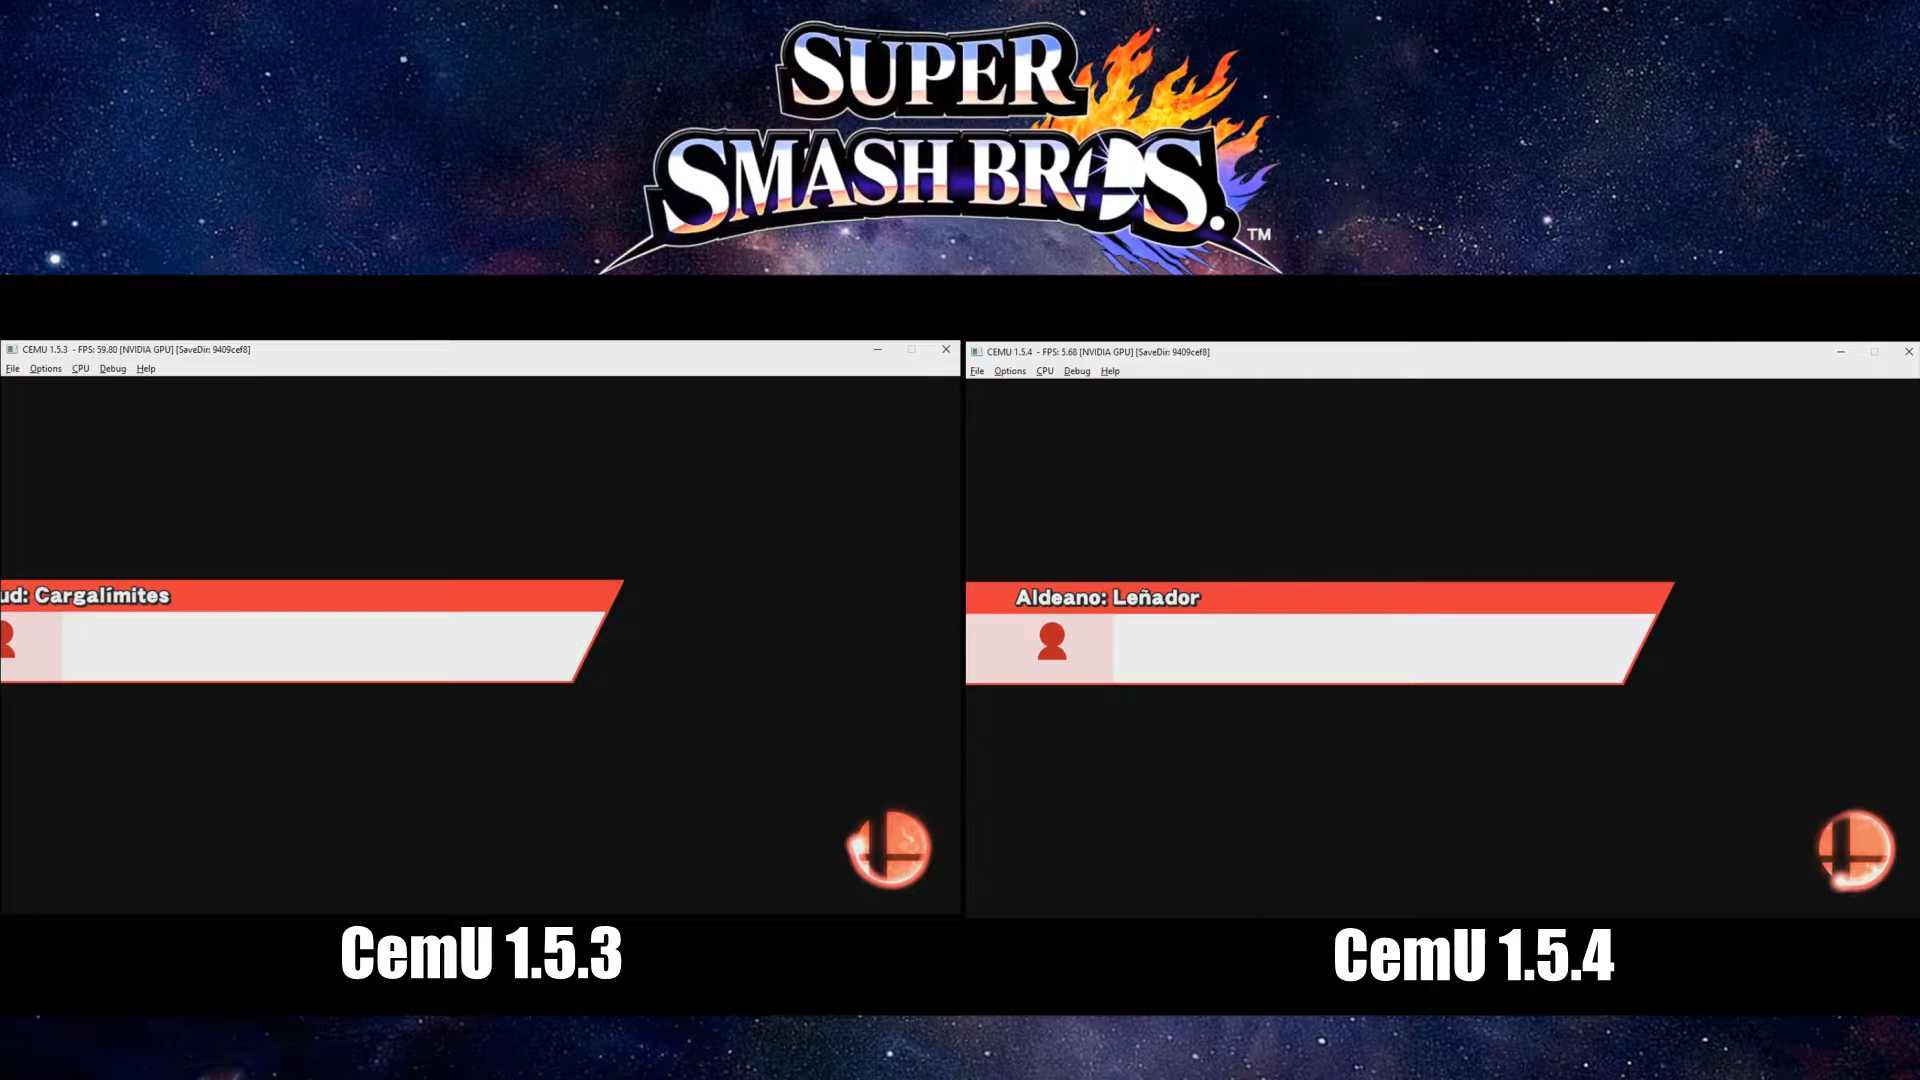 SUPER
SMASH BROS.
TM
CEMU 1.5.3 - FPS: 59.80 [NVIDIA GPU] [SaveDir: 9409cef8]
File Options CPU Debug Help
ud: Cargalímites
CEMU 1.5.4 - FPS: 5.68 [NVIDIA GPU] [SaveDir: 9409cef8]
File Options CPU Debug Help
Aldeano: Leñador
CemU 1.5.3
CemU 1.5.4